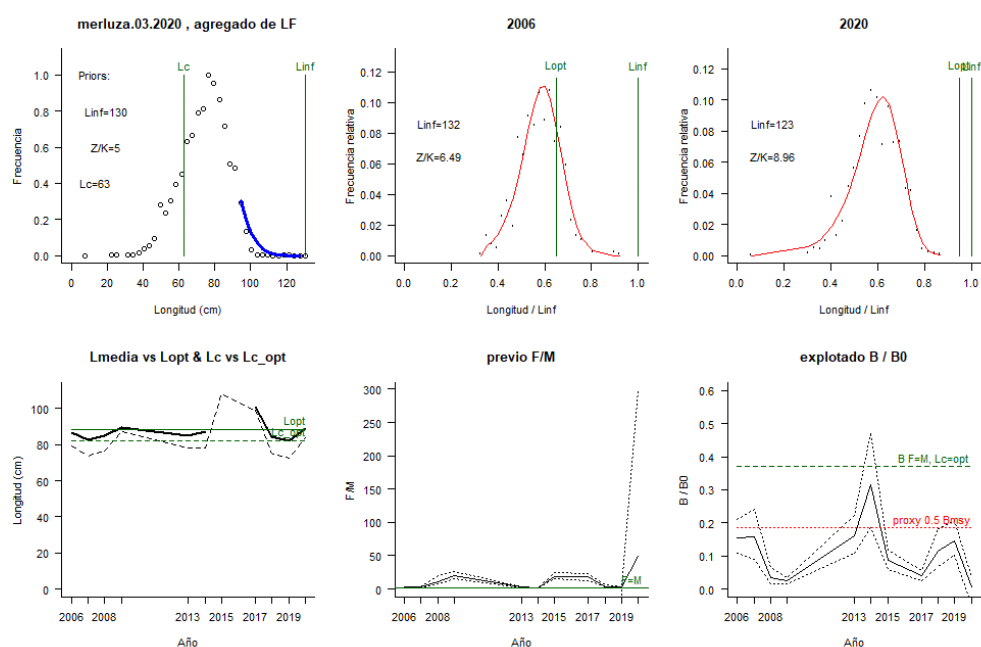 merluza.03.2020 , agregado de LF
Frecuencia
1.0
0.8
0.6
0.4
0.2
0.0
Priors:
Linf=130
Z/K=5
Lc=63
Lc
Linf
0 20 40 60 80 100 120
Longitud (cm)
2006
Frecuencia relativa
0.12
0.10
0.08
0.06
0.04
0.02
0.00
Linf=132
Z/K=6.49
Lopt
Linf
0.0 0.2 0.4 0.6 0.8 1.0
Longitud / Linf
2020
Frecuencia relativa
0.12
0.10
0.08
0.06
0.04
0.02
0.00
Linf=123
Z/K=8.96
Lopt
Linf
0.0 0.2 0.4 0.6 0.8 1.0
Longitud / Linf
Lmedia vs Lopt & Lc vs Lc_opt
Longitud (cm)
100
80
60
40
20
0
Lopt
Lc_opt
2006 2008 2013 2015 2017 2019
Año
previo F/M
F/M
300
250
200
150
100
50
0
F=M
2006 2008 2013 2015 2017 2019
Año
explotado B / B0
B / B0
0.6
0.5
0.4
0.3
0.2
0.1
0.0
B F=M, Lc=opt
proxy 0.5 Bmsy
2006 2008 2013 2015 2017 2019
Año